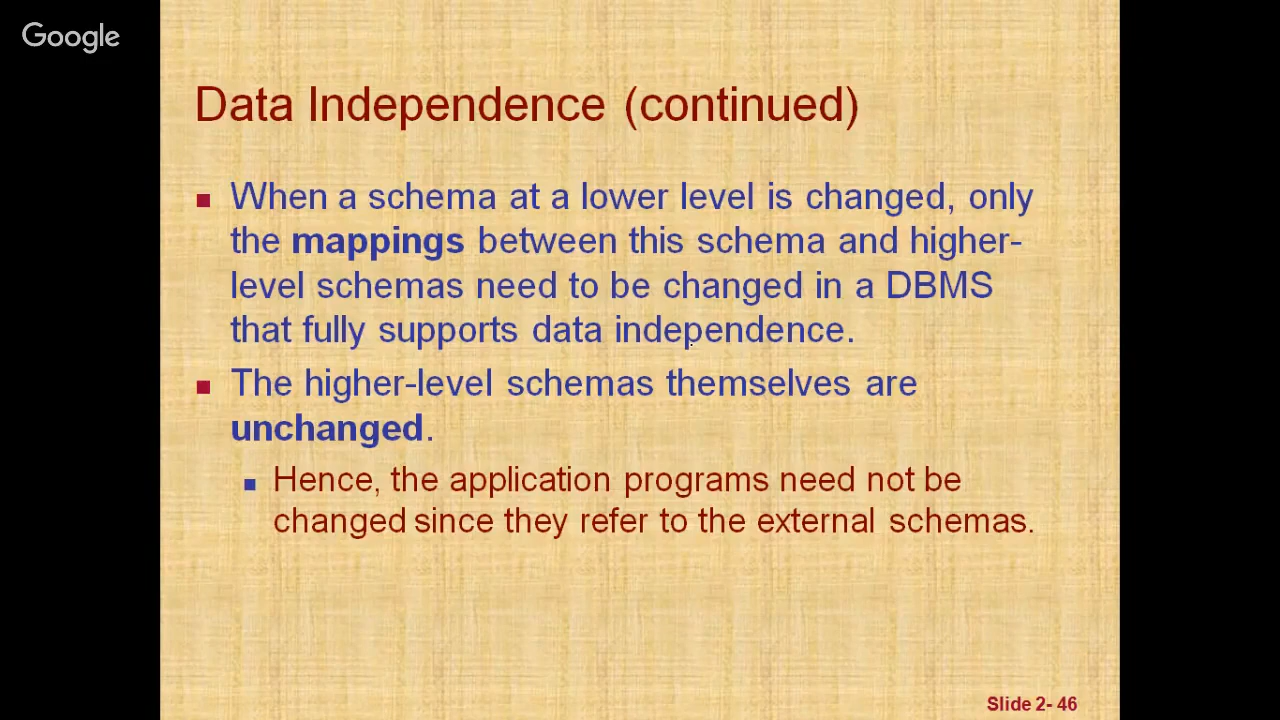 Google
Data Independence (continued)
When a schema at a lower level is changed, only
the mappings between this schema and higher-
level schemas need to be changed in a DBMS
that fully supports data independence.
The higher-level schemas themselves are
unchanged.
Hence, the application programs need not be
changed since they refer to the external schemas.
Slide 2- 46